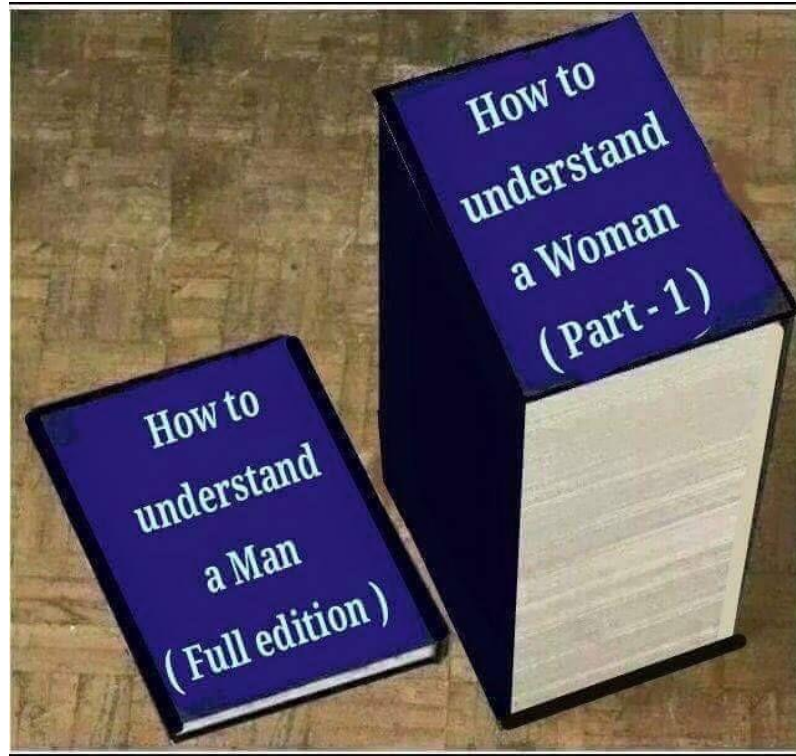 How to
understand
a Man
( Full edition )
How to
understand
a Woman
( Part - 1 )